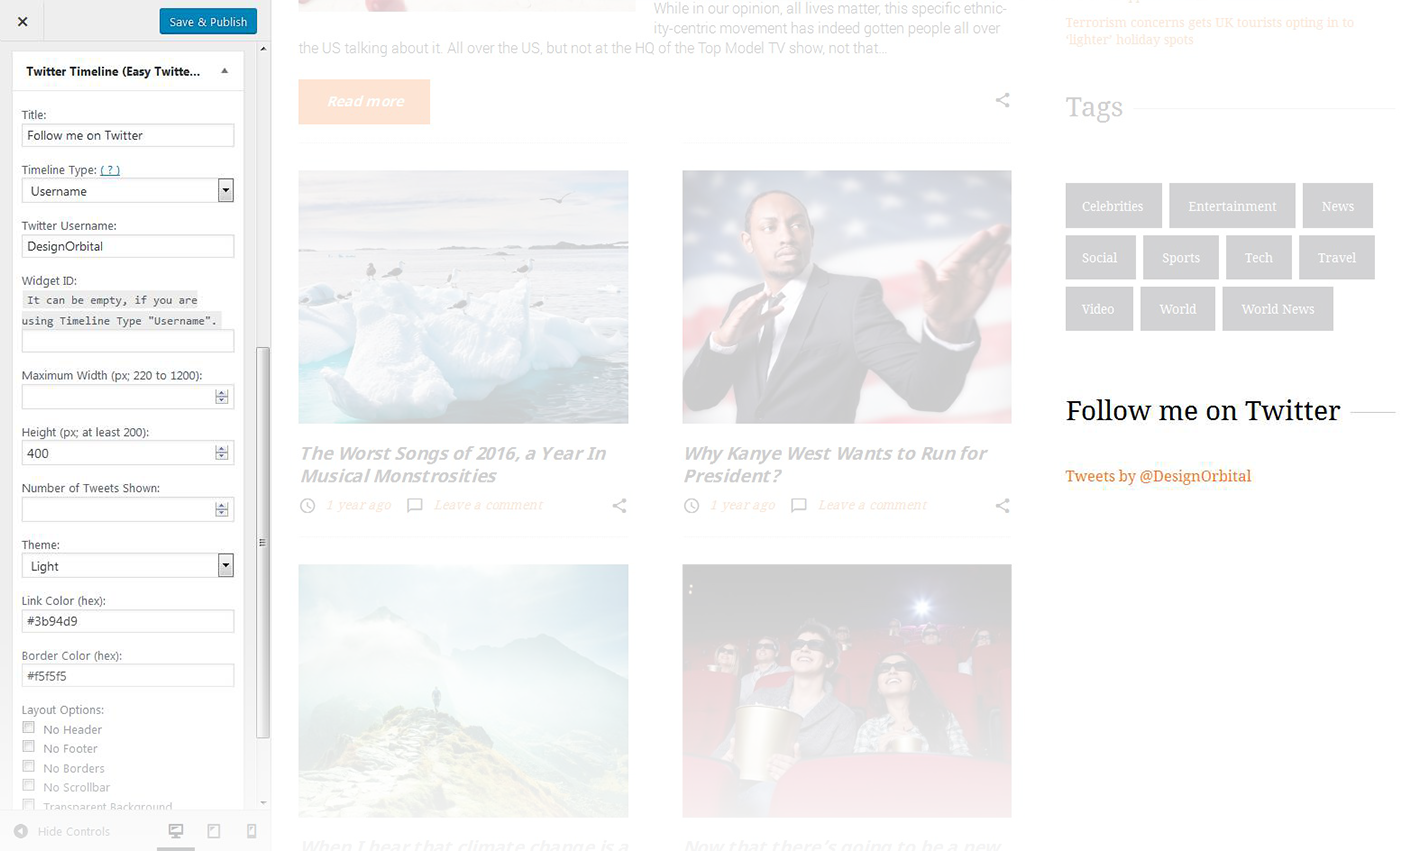 Save & Publish
Twitter Timeline (Easy Twitte...
Title:
Follow me on Twitter
Timeline Type: ( ? )
Username
Twitter Username:
DesignOrbital
Widget ID:
It can be empty, if you are
using Timeline Type "Username".
Maximum Width (px; 220 to 1200):
Height (px; at least 200):
400
Number of Tweets Shown:
Theme:
Light
Link Color (hex):
#3b94d9
Border Color (hex):
#f5f5f5
Layout Options:
No Header
No Footer
No Borders
No Scrollbar
Transparent Background
Hide Controls
While in our opinion, all lives matter, this specific ethnic-
ity-centric movement has indeed gotten people all over
the US talking about it. All over the US, but not at the HQ of the Top Model TV show, not that...
Read more
The Worst Songs of 2016, a Year In
Musical Monstrosities
1 year ago Leave a comment
Why Kanye West Wants to Run for
President?
1 year ago Leave a comment
When I hear that climate change is a
Now that there's going to be a new
Terrorism concerns gets UK tourists opting in to
'lighter' holiday spots
Tags
Celebrities Entertainment News
Social Sports Tech Travel
Video World World News
Follow me on Twitter
Tweets by @DesignOrbital